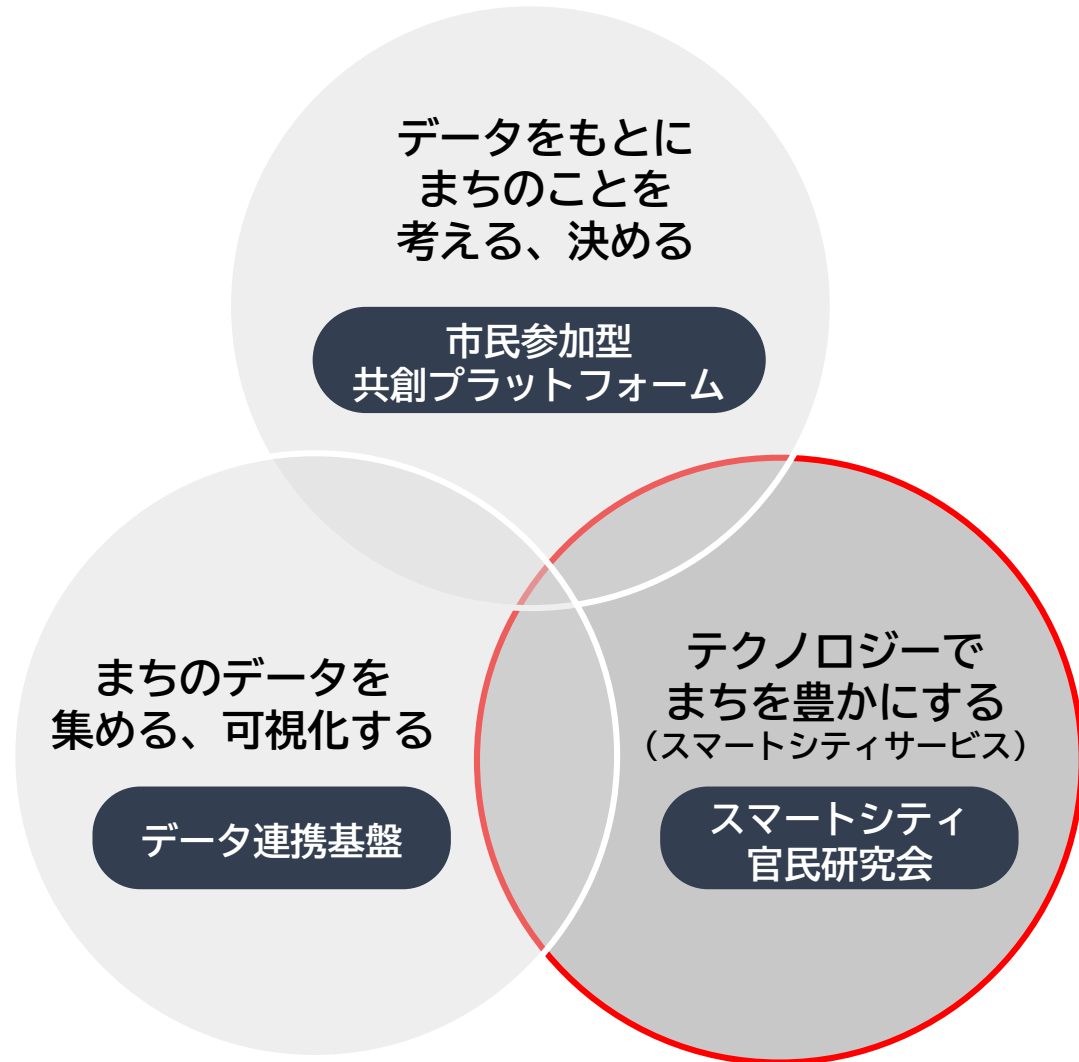 データをもとに
まちのことを
考える、決める
市民参加型
共創プラットフォーム
まちのデータを
集める、可視化する
データ連携基盤
テクノロジーで
まちを豊かにする
（スマートシティサービス）
スマートシティ
官民研究会